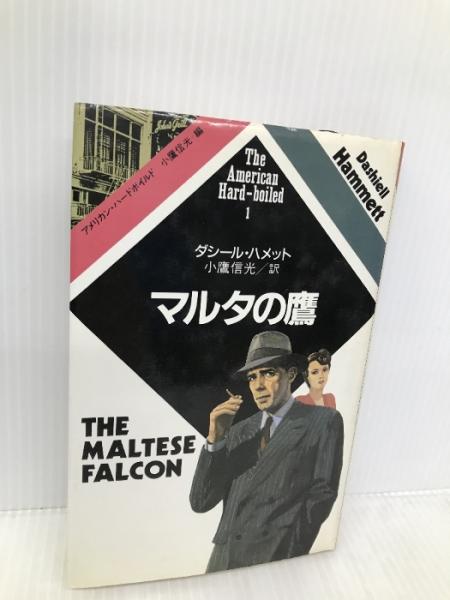 アメリカン・ハードボイルド 小鷹信光 編
The
American
Hard-boiled
1
Dashiell
Hammett
ダシール・ハメット
小鷹信光/訳
マルタの鷹
THE
MALTESE
FALCON